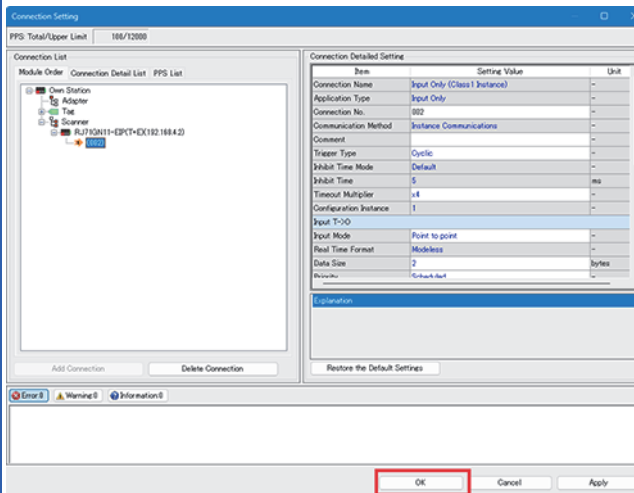 Connection Setting
PPS: Total/Upper Limit 100/12000
Connection List
Module Order Connection Detail List PPS List
Own Station
Adapter
Tag
Scanner
RJ71GN11-EIP(T+EX(192.168.4.2)
(002)
Add Connection Delete Connection
Connection Detailed Setting
Item Setting Value Unit
Connection Name Input Only (Class1 Instance) -
Application Type Input Only -
Connection No. 002 -
Communication Method Instance Communications -
Comment -
Trigger Type Cyclic -
Inhibit Time Mode Default -
Inhibit Time 5 ms
Timeout Multiplier x4 -
Configuration Instance 1 -
Input T->O
Input Mode Point to point -
Real Time Format Modeless -
Data Size 2 bytes
Priority Scheduled -
Explanation
Restore the Default Settings
Error:0 Warning:0 Information:0
OK Cancel Apply